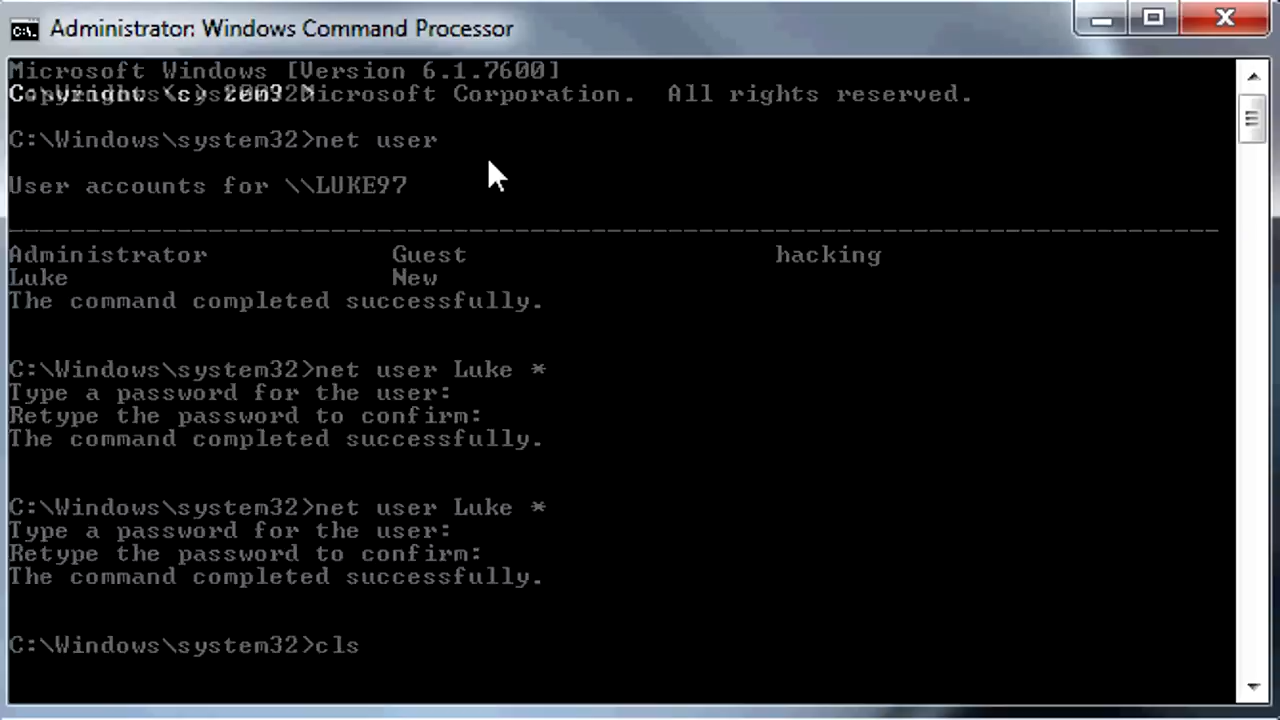 Administrator: Windows Command Processor
Microsoft Windows [Version 6.1.7600]
Microsoft Corporation. All rights reserved.
C:\Windows\system32>net user
User accounts for \\LUKE97
-------------------------------------------------------------------------------
Administrator Guest hacking
Luke New
The command completed successfully.
C:\Windows\system32>net user Luke *
Type a password for the user:
Retype the password to confirm:
The command completed successfully.
C:\Windows\system32>net user Luke *
Type a password for the user:
Retype the password to confirm:
The command completed successfully.
C:\Windows\system32>cls